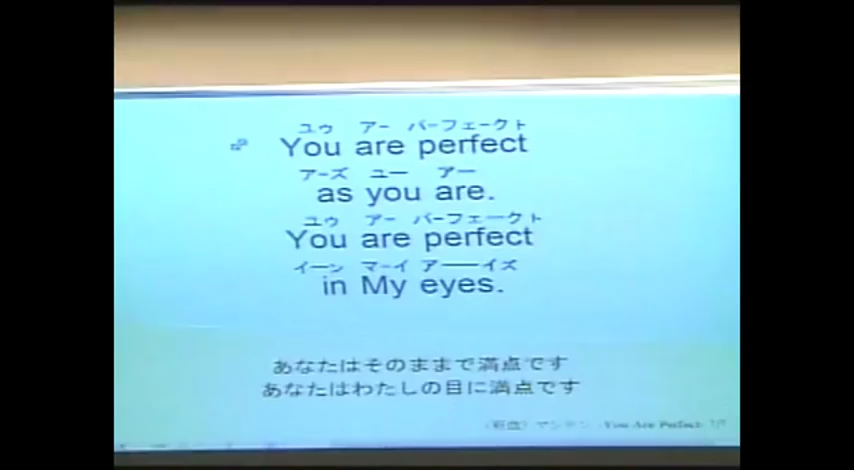 ユゥ アー パーフェークト
You are perfect
アーズ ユー アー
as you are.
ユゥ アー パーフェークト
You are perfect
イーン マーイ アーーイズ
in My eyes.
あなたはそのままで満点です
あなたはわたしの目に満点です
You Are Perfect